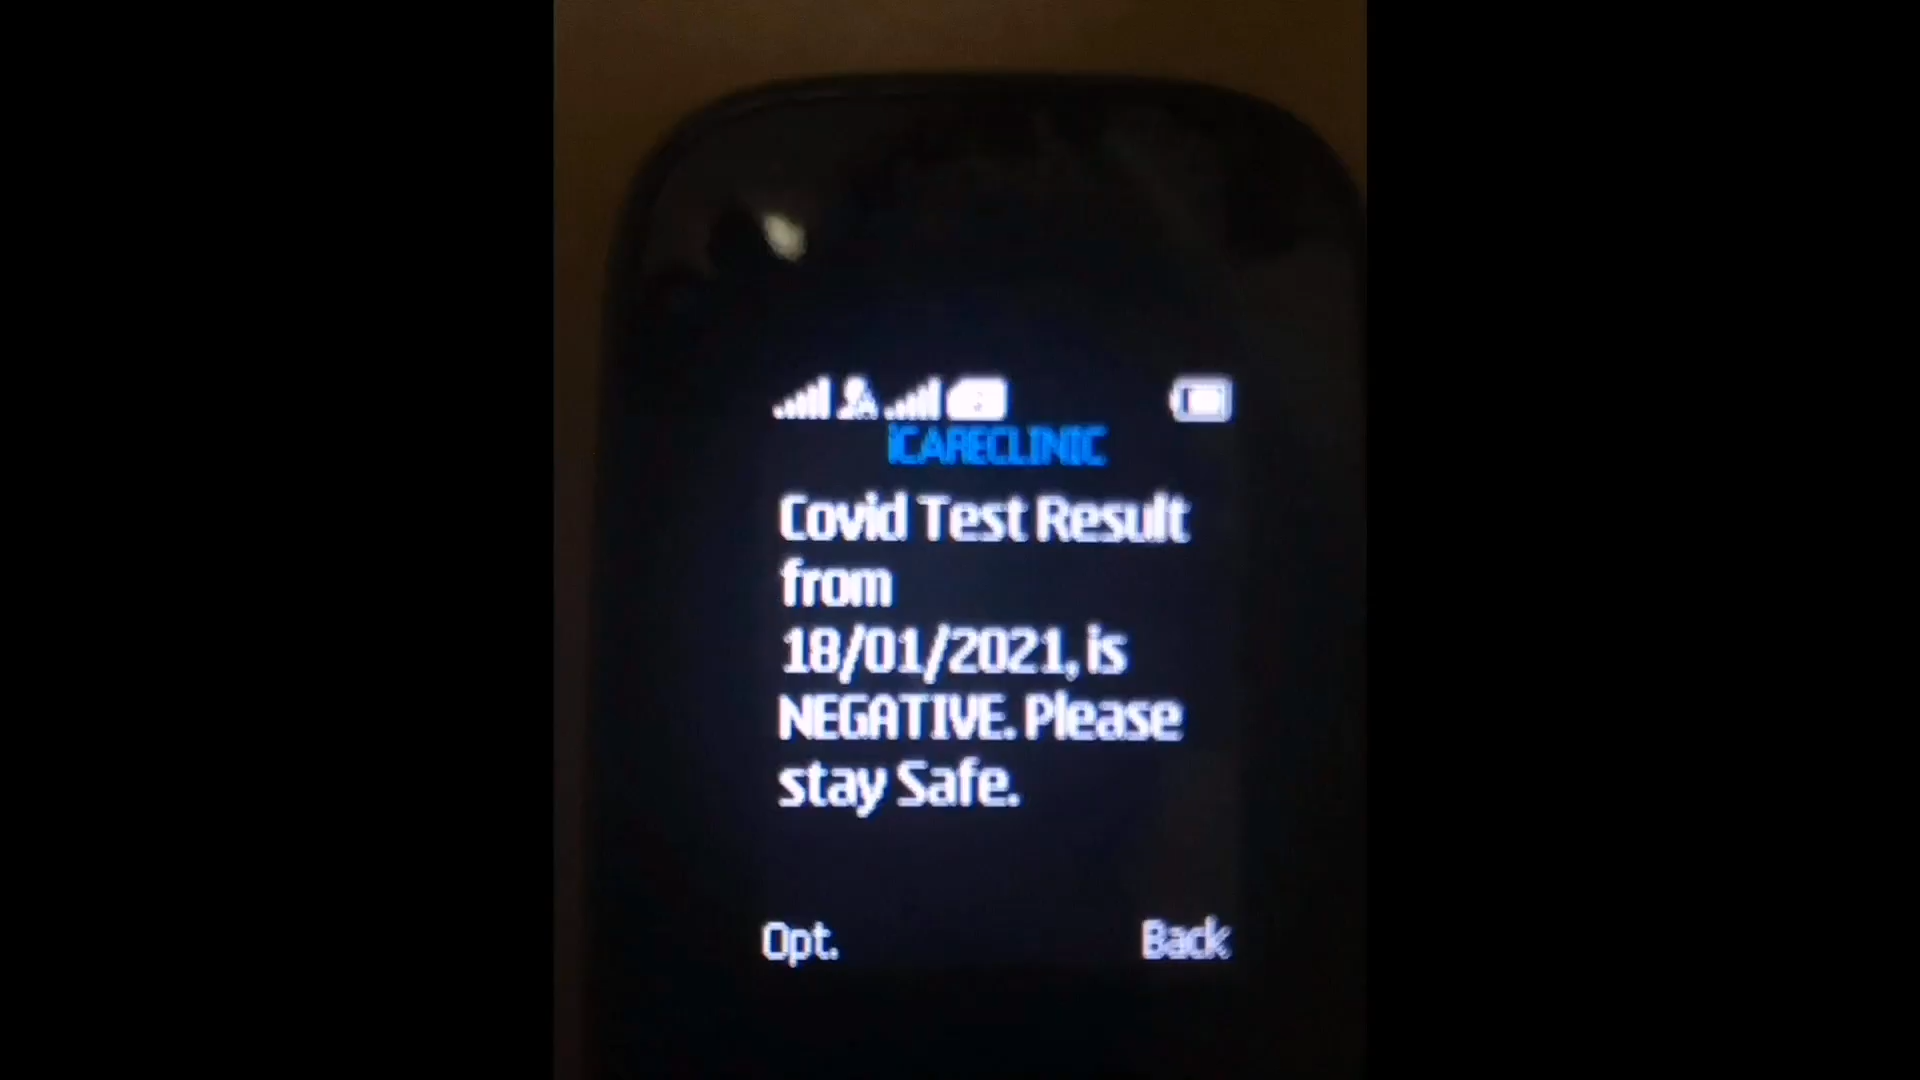 iCARECLINIC
Covid Test Result
from
18/01/2021, is
NEGATIVE. Please
stay Safe.
Opt.
Back